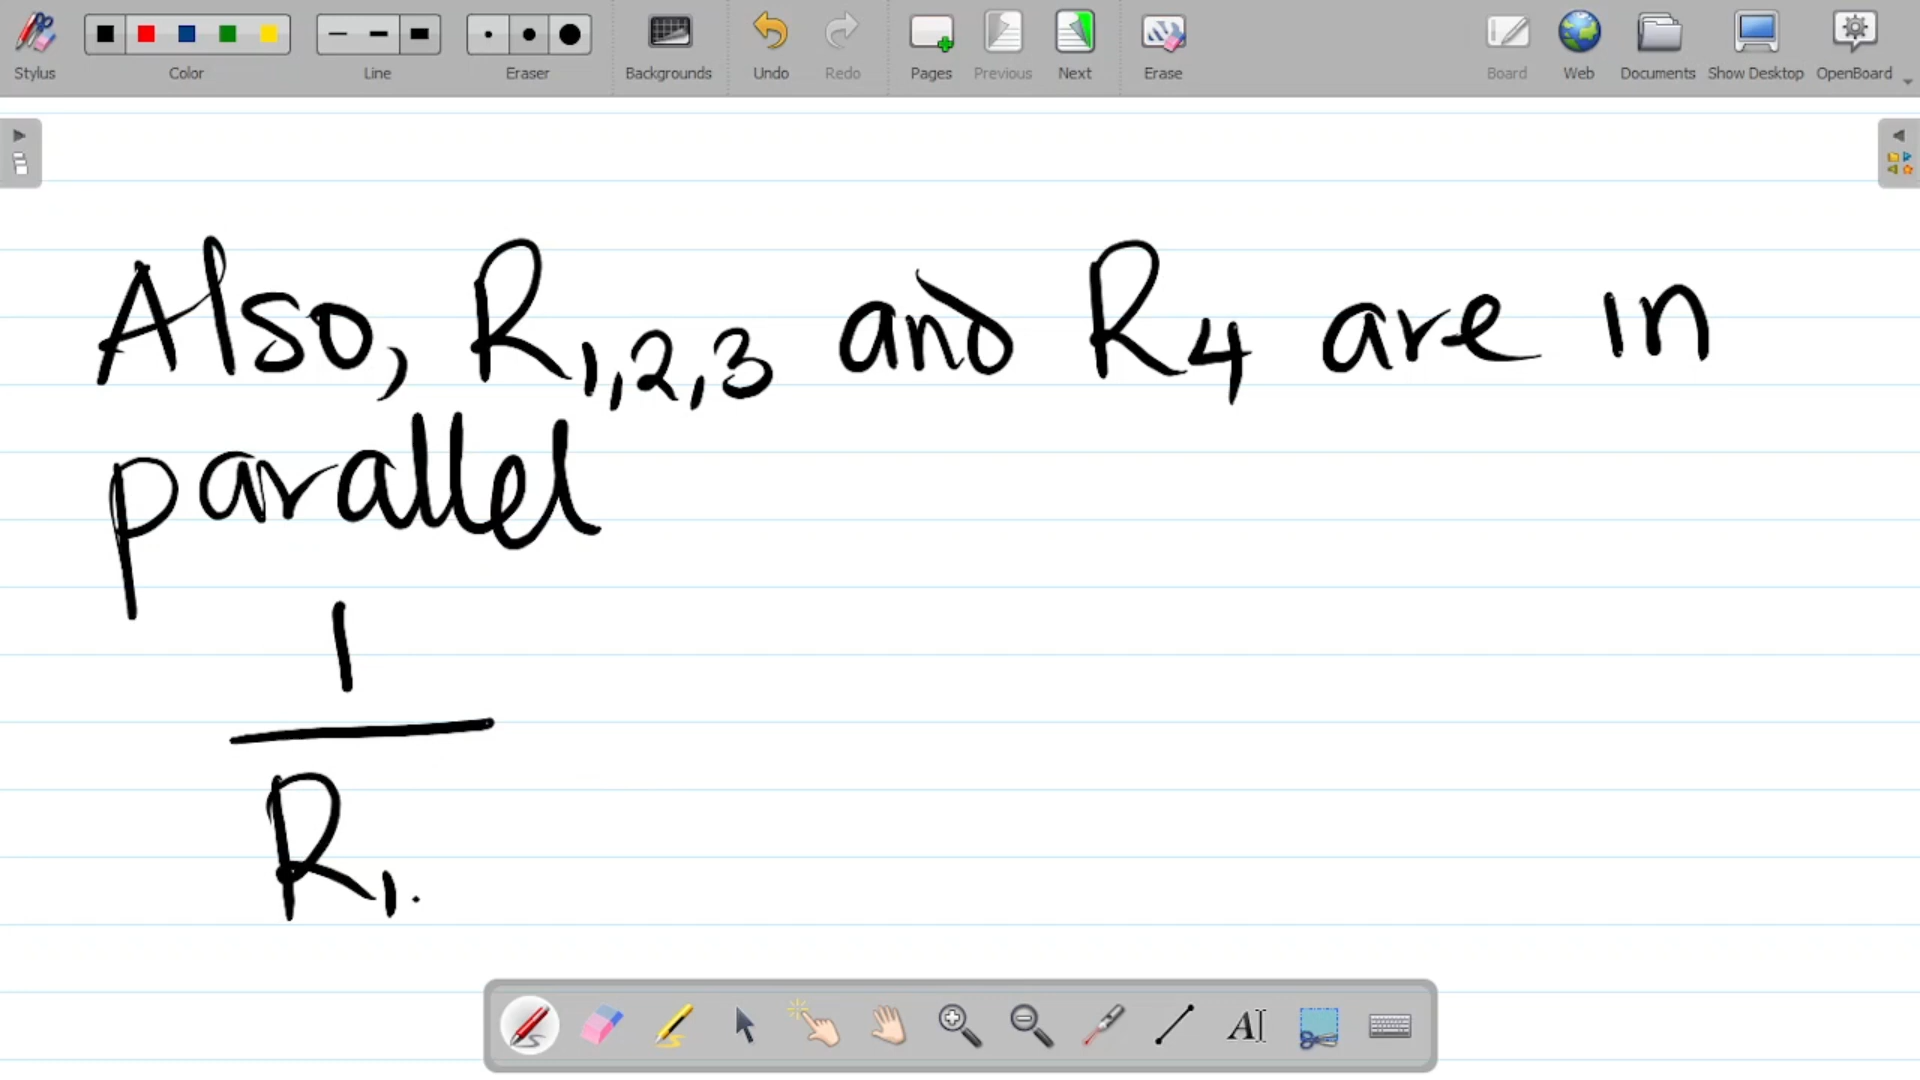 Stylus Color Line Eraser Backgrounds Undo Redo Pages Previous Next Erase Board Web Documents Show Desktop OpenBoard
Also, R1,2,3 and R4 are in
parallel
1
R1.